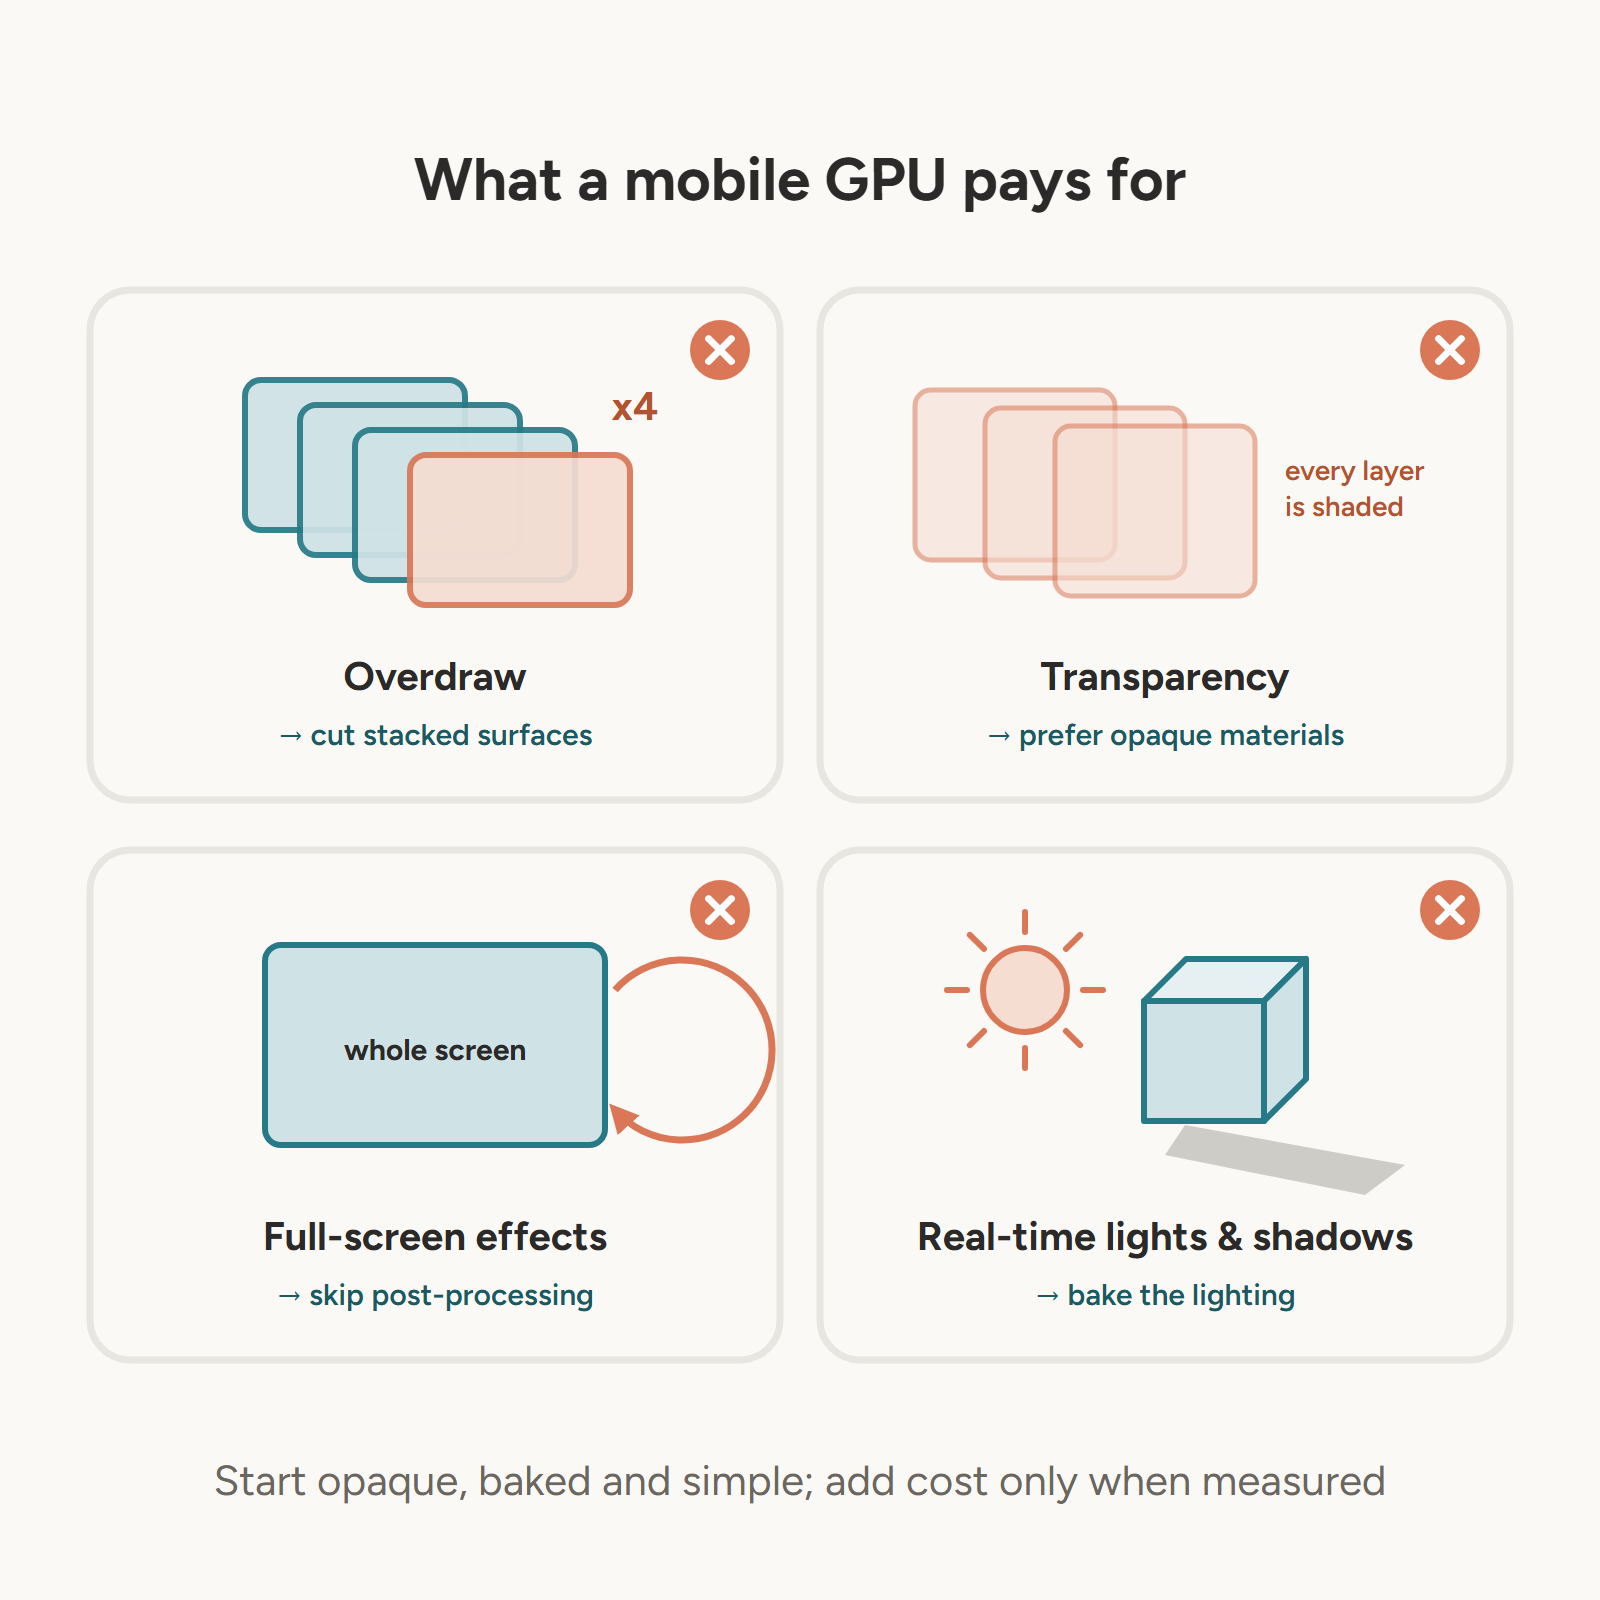 What a mobile GPU pays for
x4
Overdraw
→ cut stacked surfaces
every layer
is shaded
Transparency
→ prefer opaque materials
whole screen
Full-screen effects
→ skip post-processing
Real-time lights & shadows
→ bake the lighting
Start opaque, baked and simple; add cost only when measured